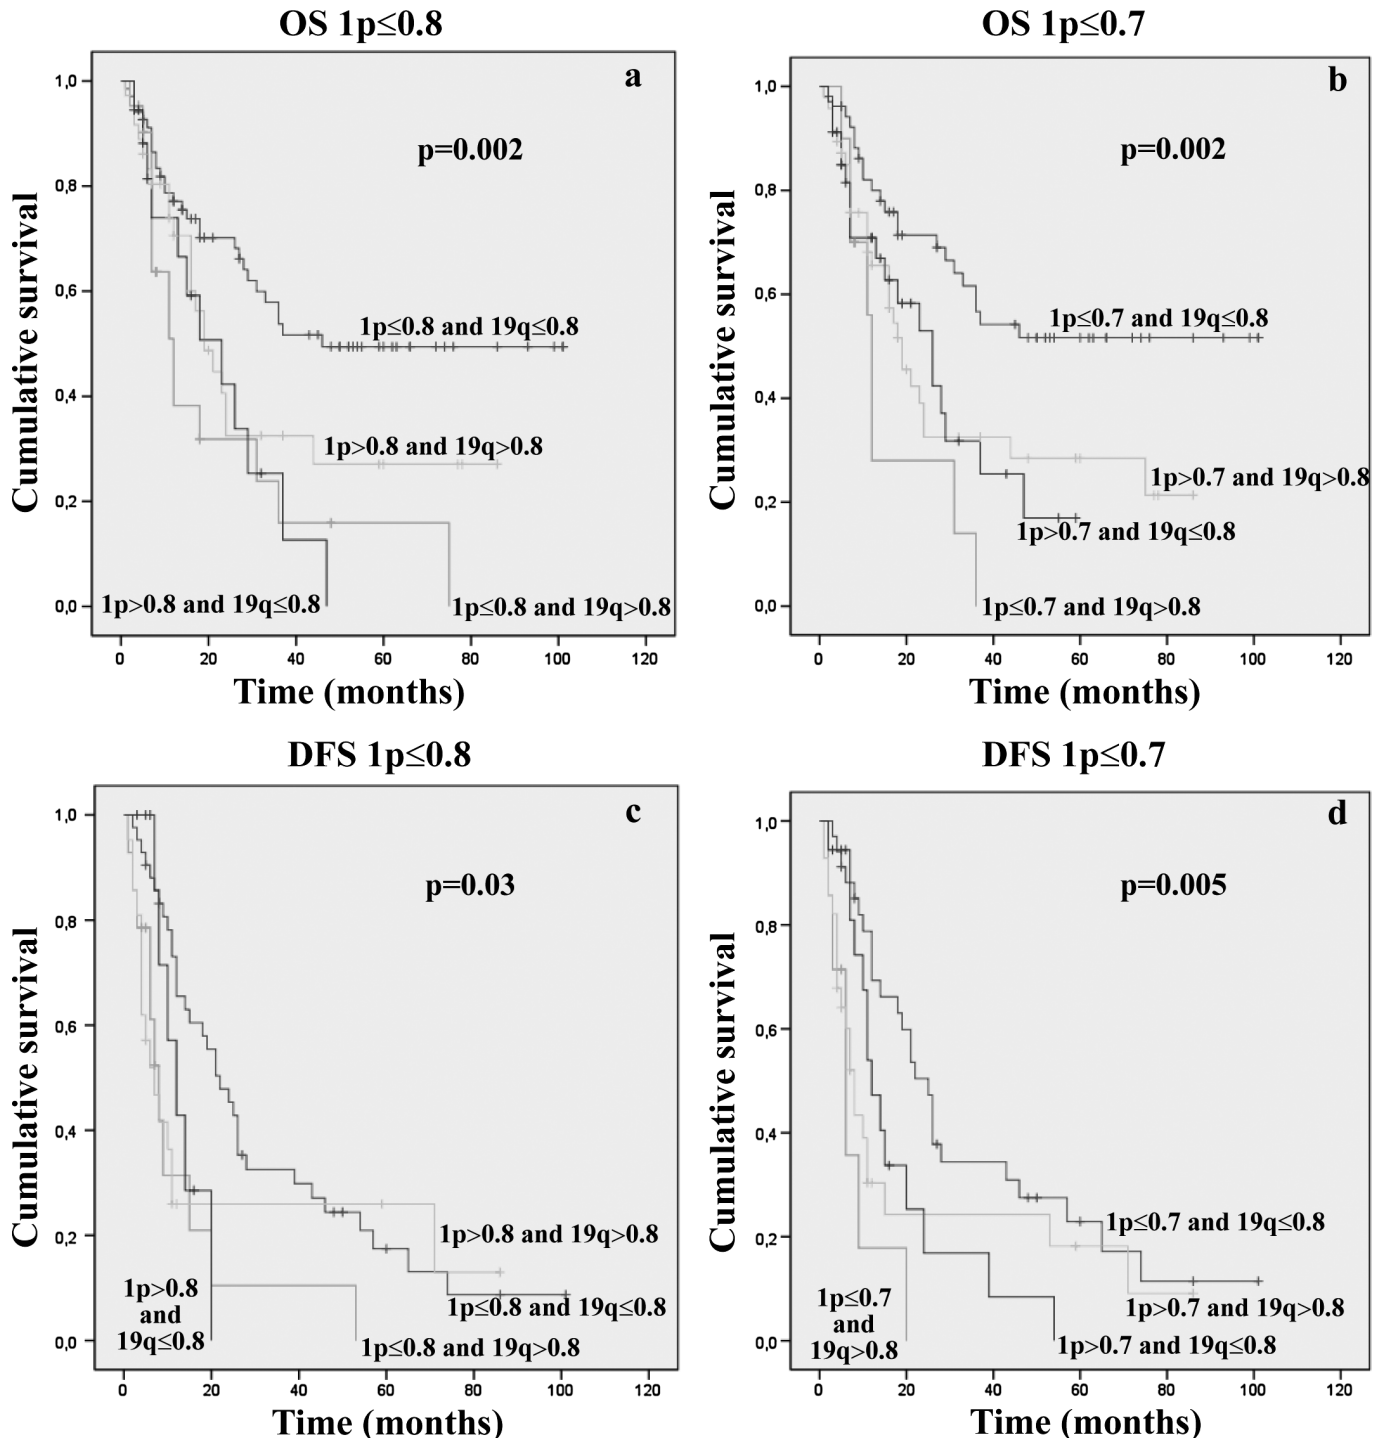 OS 1p≤0.8
a
p=0.002
1,0
0,8
0,6
0,4
0,2
0,0
Cumulative survival
1p≤0.8 and 19q≤0.8
1p>0.8 and 19q>0.8
1p>0.8 and 19q≤0.8
1p≤0.8 and 19q>0.8
0 20 40 60 80 100 120
Time (months)
OS 1p≤0.7
b
p=0.002
1,0
0,8
0,6
0,4
0,2
0,0
Cumulative survival
1p≤0.7 and 19q≤0.8
1p>0.7 and 19q>0.8
1p>0.7 and 19q≤0.8
1p≤0.7 and 19q>0.8
0 20 40 60 80 100 120
Time (months)
DFS 1p≤0.8
c
p=0.03
1,0
0,8
0,6
0,4
0,2
0,0
Cumulative survival
1p>0.8 and 19q>0.8
1p>0.8
and
19q≤0.8
1p≤0.8 and 19q≤0.8
1p≤0.8 and 19q>0.8
0 20 40 60 80 100 120
Time (months)
DFS 1p≤0.7
d
p=0.005
1,0
0,8
0,6
0,4
0,2
0,0
Cumulative survival
1p≤0.7 and 19q≤0.8
1p≤0.7
and
19q>0.8
1p>0.7 and 19q>0.8
1p>0.7 and 19q≤0.8
0 20 40 60 80 100 120
Time (months)